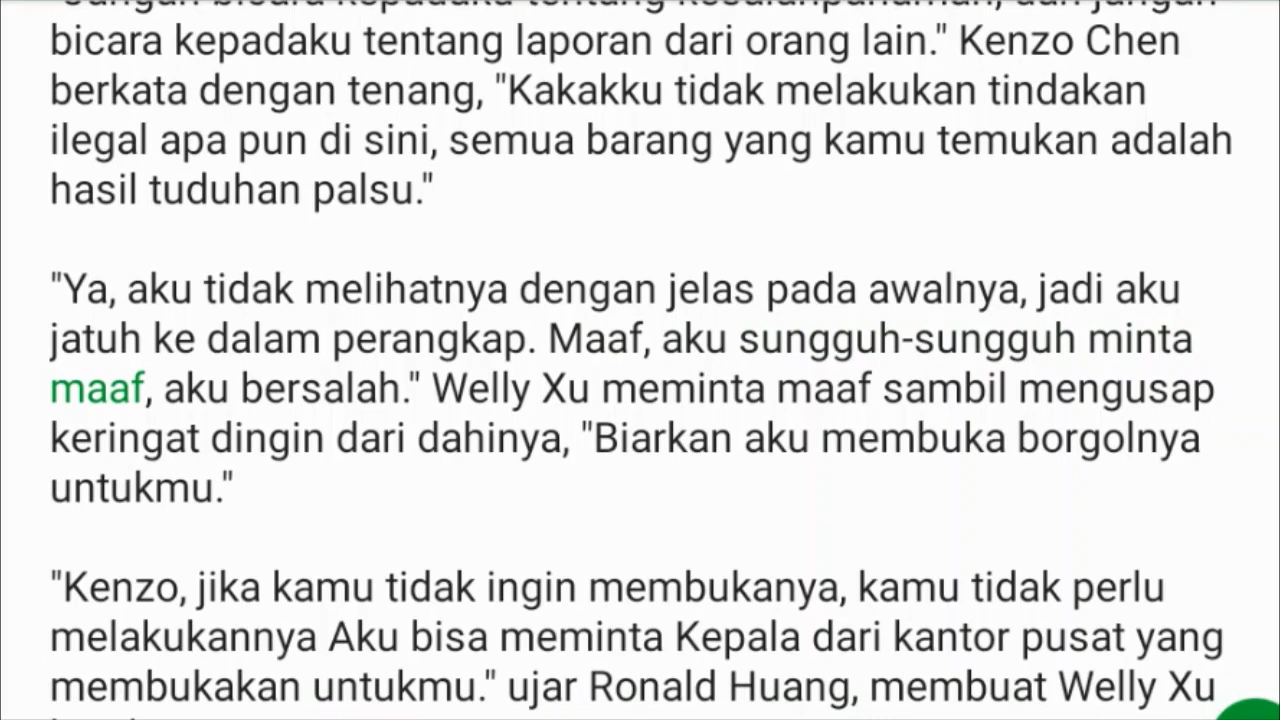 bicara kepadaku tentang laporan dari orang lain." Kenzo Chen
berkata dengan tenang, "Kakakku tidak melakukan tindakan
ilegal apa pun di sini, semua barang yang kamu temukan adalah
hasil tuduhan palsu."
"Ya, aku tidak melihatnya dengan jelas pada awalnya, jadi aku
jatuh ke dalam perangkap. Maaf, aku sungguh-sungguh minta
maaf, aku bersalah." Welly Xu meminta maaf sambil mengusap
keringat dingin dari dahinya, "Biarkan aku membuka borgolnya
untukmu."
"Kenzo, jika kamu tidak ingin membukanya, kamu tidak perlu
melakukannya Aku bisa meminta Kepala dari kantor pusat yang
membukakan untukmu." ujar Ronald Huang, membuat Welly Xu